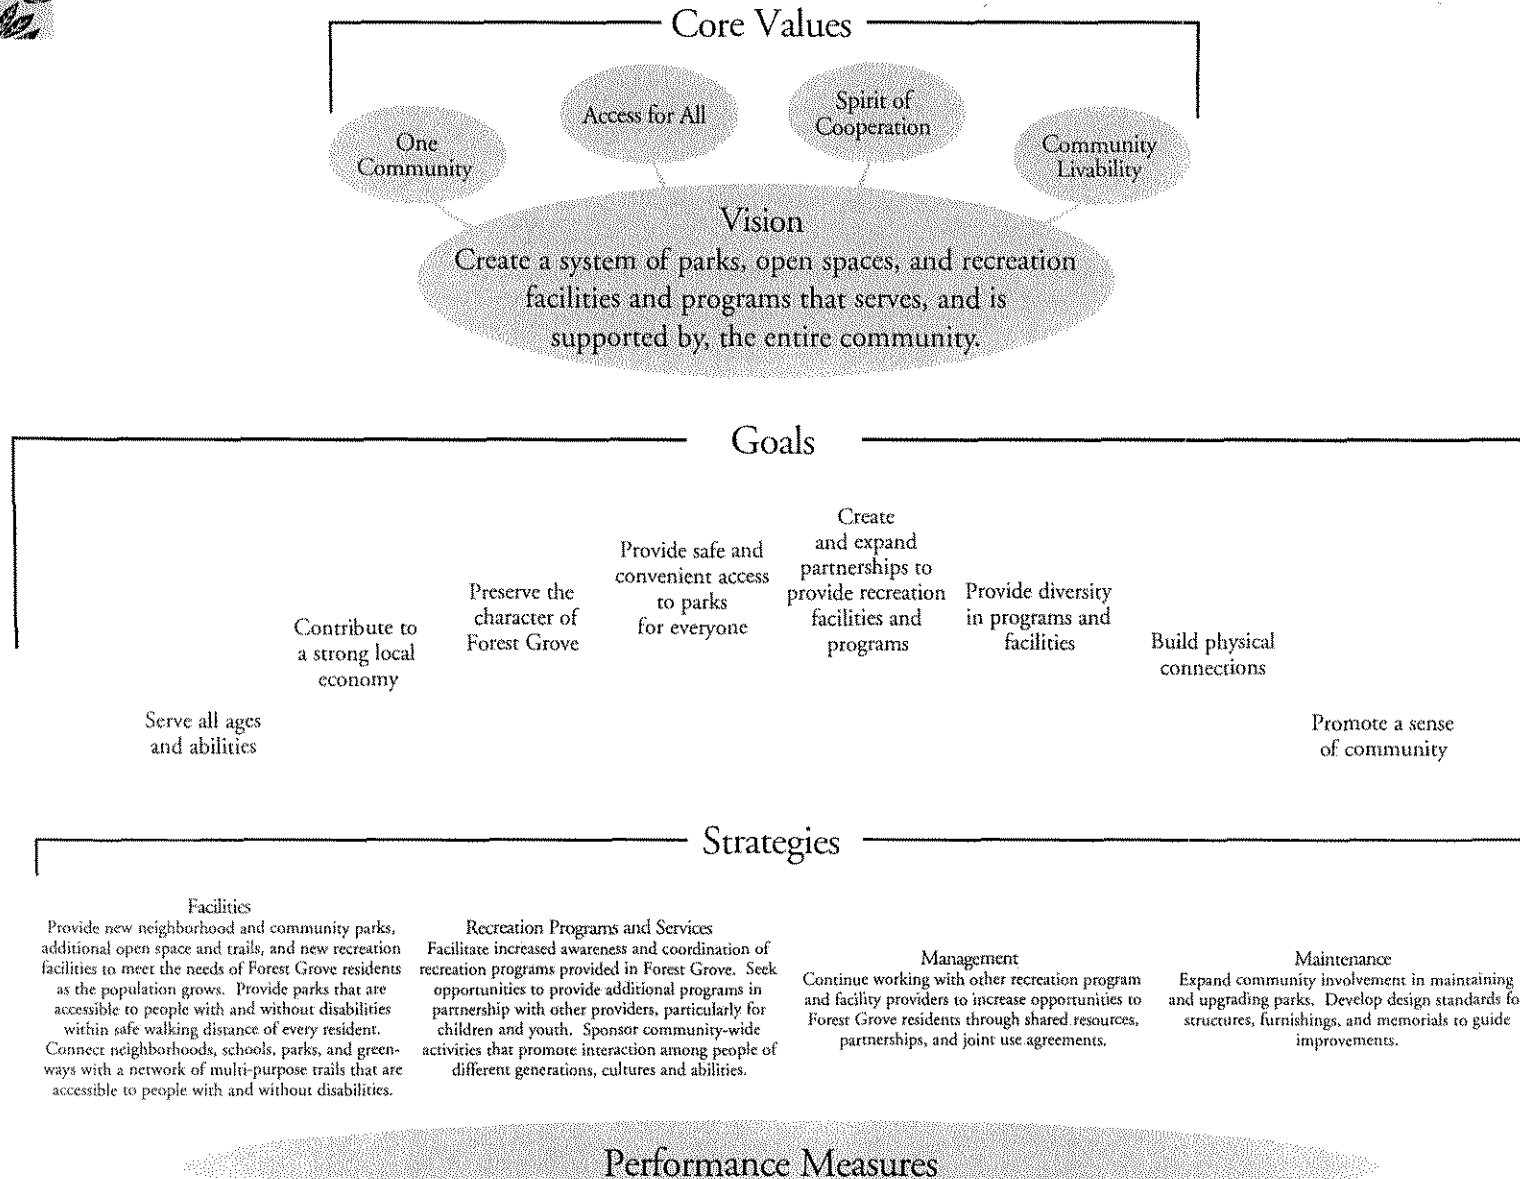 Core Values
One
Community
Access for All
Spirit of
Cooperation
Community
Livability
Vision
Create a system of parks, open spaces, and recreation
facilities and programs that serves, and is
supported by, the entire community.
Goals
Serve all ages
and abilities
Contribute to
a strong local
economy
Preserve the
character of
Forest Grove
Provide safe and
convenient access
to parks
for everyone
Create
and expand
partnerships to
provide recreation
facilities and
programs
Provide diversity
in programs and
facilities
Build physical
connections
Promote a sense
of community
Strategies
Facilities
Provide new neighborhood and community parks,
additional open space and trails, and new recreation
facilities to meet the needs of Forest Grove residents
as the population grows. Provide parks that are
accessible to people with and without disabilities
within safe walking distance of every resident.
Connect neighborhoods, schools, parks, and green-
ways with a network of multi-purpose trails that are
accessible to people with and without disabilities.
Recreation Programs and Services
Facilitate increased awareness and coordination of
recreation programs provided in Forest Grove. Seek
opportunities to provide additional programs in
partnership with other providers, particularly for
children and youth. Sponsor community-wide
activities that promote interaction among people of
different generations, cultures and abilities.
Management
Continue working with other recreation program
and facility providers to increase opportunities to
Forest Grove residents through shared resources,
partnerships, and joint use agreements.
Maintenance
Expand community involvement in maintaining
and upgrading parks. Develop design standards fo
structures, furnishings, and memorials to guide
improvements.
Performance Measures